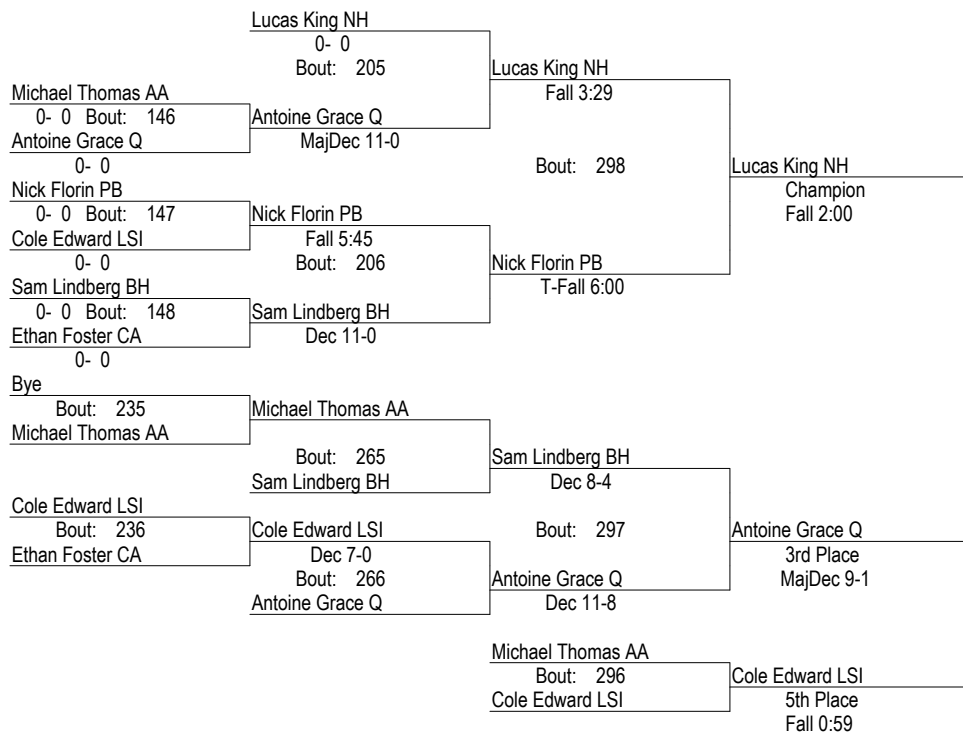 Lucas King NH
0- 0
Bout: 205
Lucas King NH
Fall 3:29
Michael Thomas AA
0- 0 Bout: 146
Antoine Grace Q
MajDec 11-0
Antoine Grace Q
0- 0
Bout: 298
Lucas King NH
Champion
Fall 2:00
Nick Florin PB
0- 0 Bout: 147
Nick Florin PB
Fall 5:45
Cole Edward LSI
0- 0
Bout: 206
Nick Florin PB
T-Fall 6:00
Sam Lindberg BH
0- 0 Bout: 148
Sam Lindberg BH
Dec 11-0
Ethan Foster CA
0- 0
Bye
Bout: 235
Michael Thomas AA
Michael Thomas AA
Bout: 265
Sam Lindberg BH
Dec 8-4
Sam Lindberg BH
Cole Edward LSI
Bout: 236
Cole Edward LSI
Dec 7-0
Ethan Foster CA
Bout: 297
Antoine Grace Q
3rd Place
MajDec 9-1
Bout: 266
Antoine Grace Q
Dec 11-8
Antoine Grace Q
Michael Thomas AA
Bout: 296
Cole Edward LSI
Cole Edward LSI
5th Place
Fall 0:59